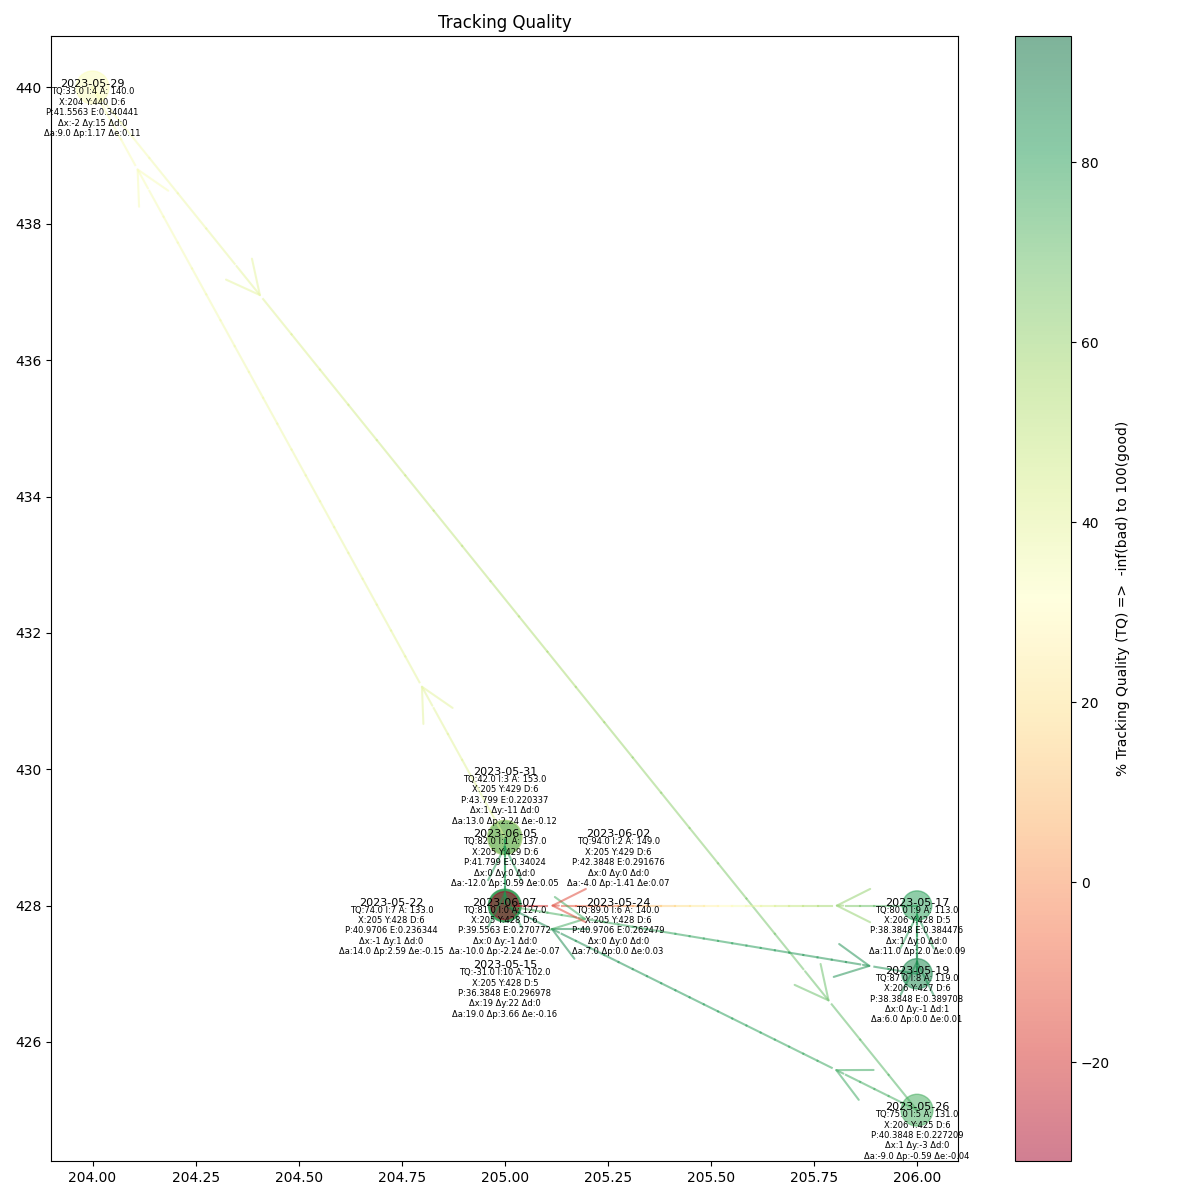 Tracking Quality
440
438
436
434
432
430
428
426
204.00
204.25
204.50
204.75
205.00
205.25
205.50
205.75
206.00
2023-05-29
TQ:33.0 I:4 A: 140.0
X:204 Y:440 D:6
P:41.5563 E:0.340441
Δx:-2 Δy:15 Δd:0
Δa:9.0 Δp:1.17 Δe:0.11
2023-05-31
TQ:42.0 I:3 A: 153.0
X:205 Y:429 D:6
P:43.799 E:0.220337
Δx:1 Δy:-11 Δd:0
Δa:13.0 Δp:2.24 Δe:-0.12
2023-06-05
TQ:82.0 I:1 A: 137.0
X:205 Y:429 D:6
P:41.799 E:0.34024
Δx:0 Δy:0 Δd:0
Δa:-12.0 Δp:-0.59 Δe:0.05
2023-06-02
TQ:94.0 I:2 A: 149.0
X:205 Y:429 D:6
P:42.3848 E:0.291676
Δx:0 Δy:0 Δd:0
Δa:-4.0 Δp:-1.41 Δe:0.07
2023-05-22
TQ:74.0 I:7 A: 133.0
X:205 Y:428 D:6
P:40.9706 E:0.236344
Δx:-1 Δy:1 Δd:0
Δa:14.0 Δp:2.59 Δe:-0.15
2023-06-07
TQ:81.0 I:0 A: 127.0
X:205 Y:428 D:6
P:39.5563 E:0.270772
Δx:0 Δy:-1 Δd:0
Δa:-10.0 Δp:-2.24 Δe:-0.07
2023-05-24
TQ:89.0 I:6 A: 140.0
X:205 Y:428 D:6
P:40.9706 E:0.262479
Δx:0 Δy:0 Δd:0
Δa:7.0 Δp:0.0 Δe:0.03
2023-05-15
TQ:-31.0 I:10 A: 102.0
X:205 Y:428 D:5
P:36.3848 E:0.296978
Δx:19 Δy:22 Δd:0
Δa:19.0 Δp:3.66 Δe:-0.16
2023-05-17
TQ:80.0 I:9 A: 113.0
X:206 Y:428 D:5
P:38.3848 E:0.384476
Δx:1 Δy:0 Δd:0
Δa:11.0 Δp:2.0 Δe:0.09
2023-05-19
TQ:87.0 I:8 A: 119.0
X:206 Y:427 D:6
P:38.3848 E:0.389708
Δx:0 Δy:-1 Δd:1
Δa:6.0 Δp:0.0 Δe:0.01
2023-05-26
TQ:75.0 I:5 A: 131.0
X:206 Y:425 D:6
P:40.3848 E:0.227209
Δx:1 Δy:-3 Δd:0
Δa:-9.0 Δp:-0.59 Δe:-0.04
80
60
40
20
0
−20
% Tracking Quality (TQ) => -inf(bad) to 100(good)